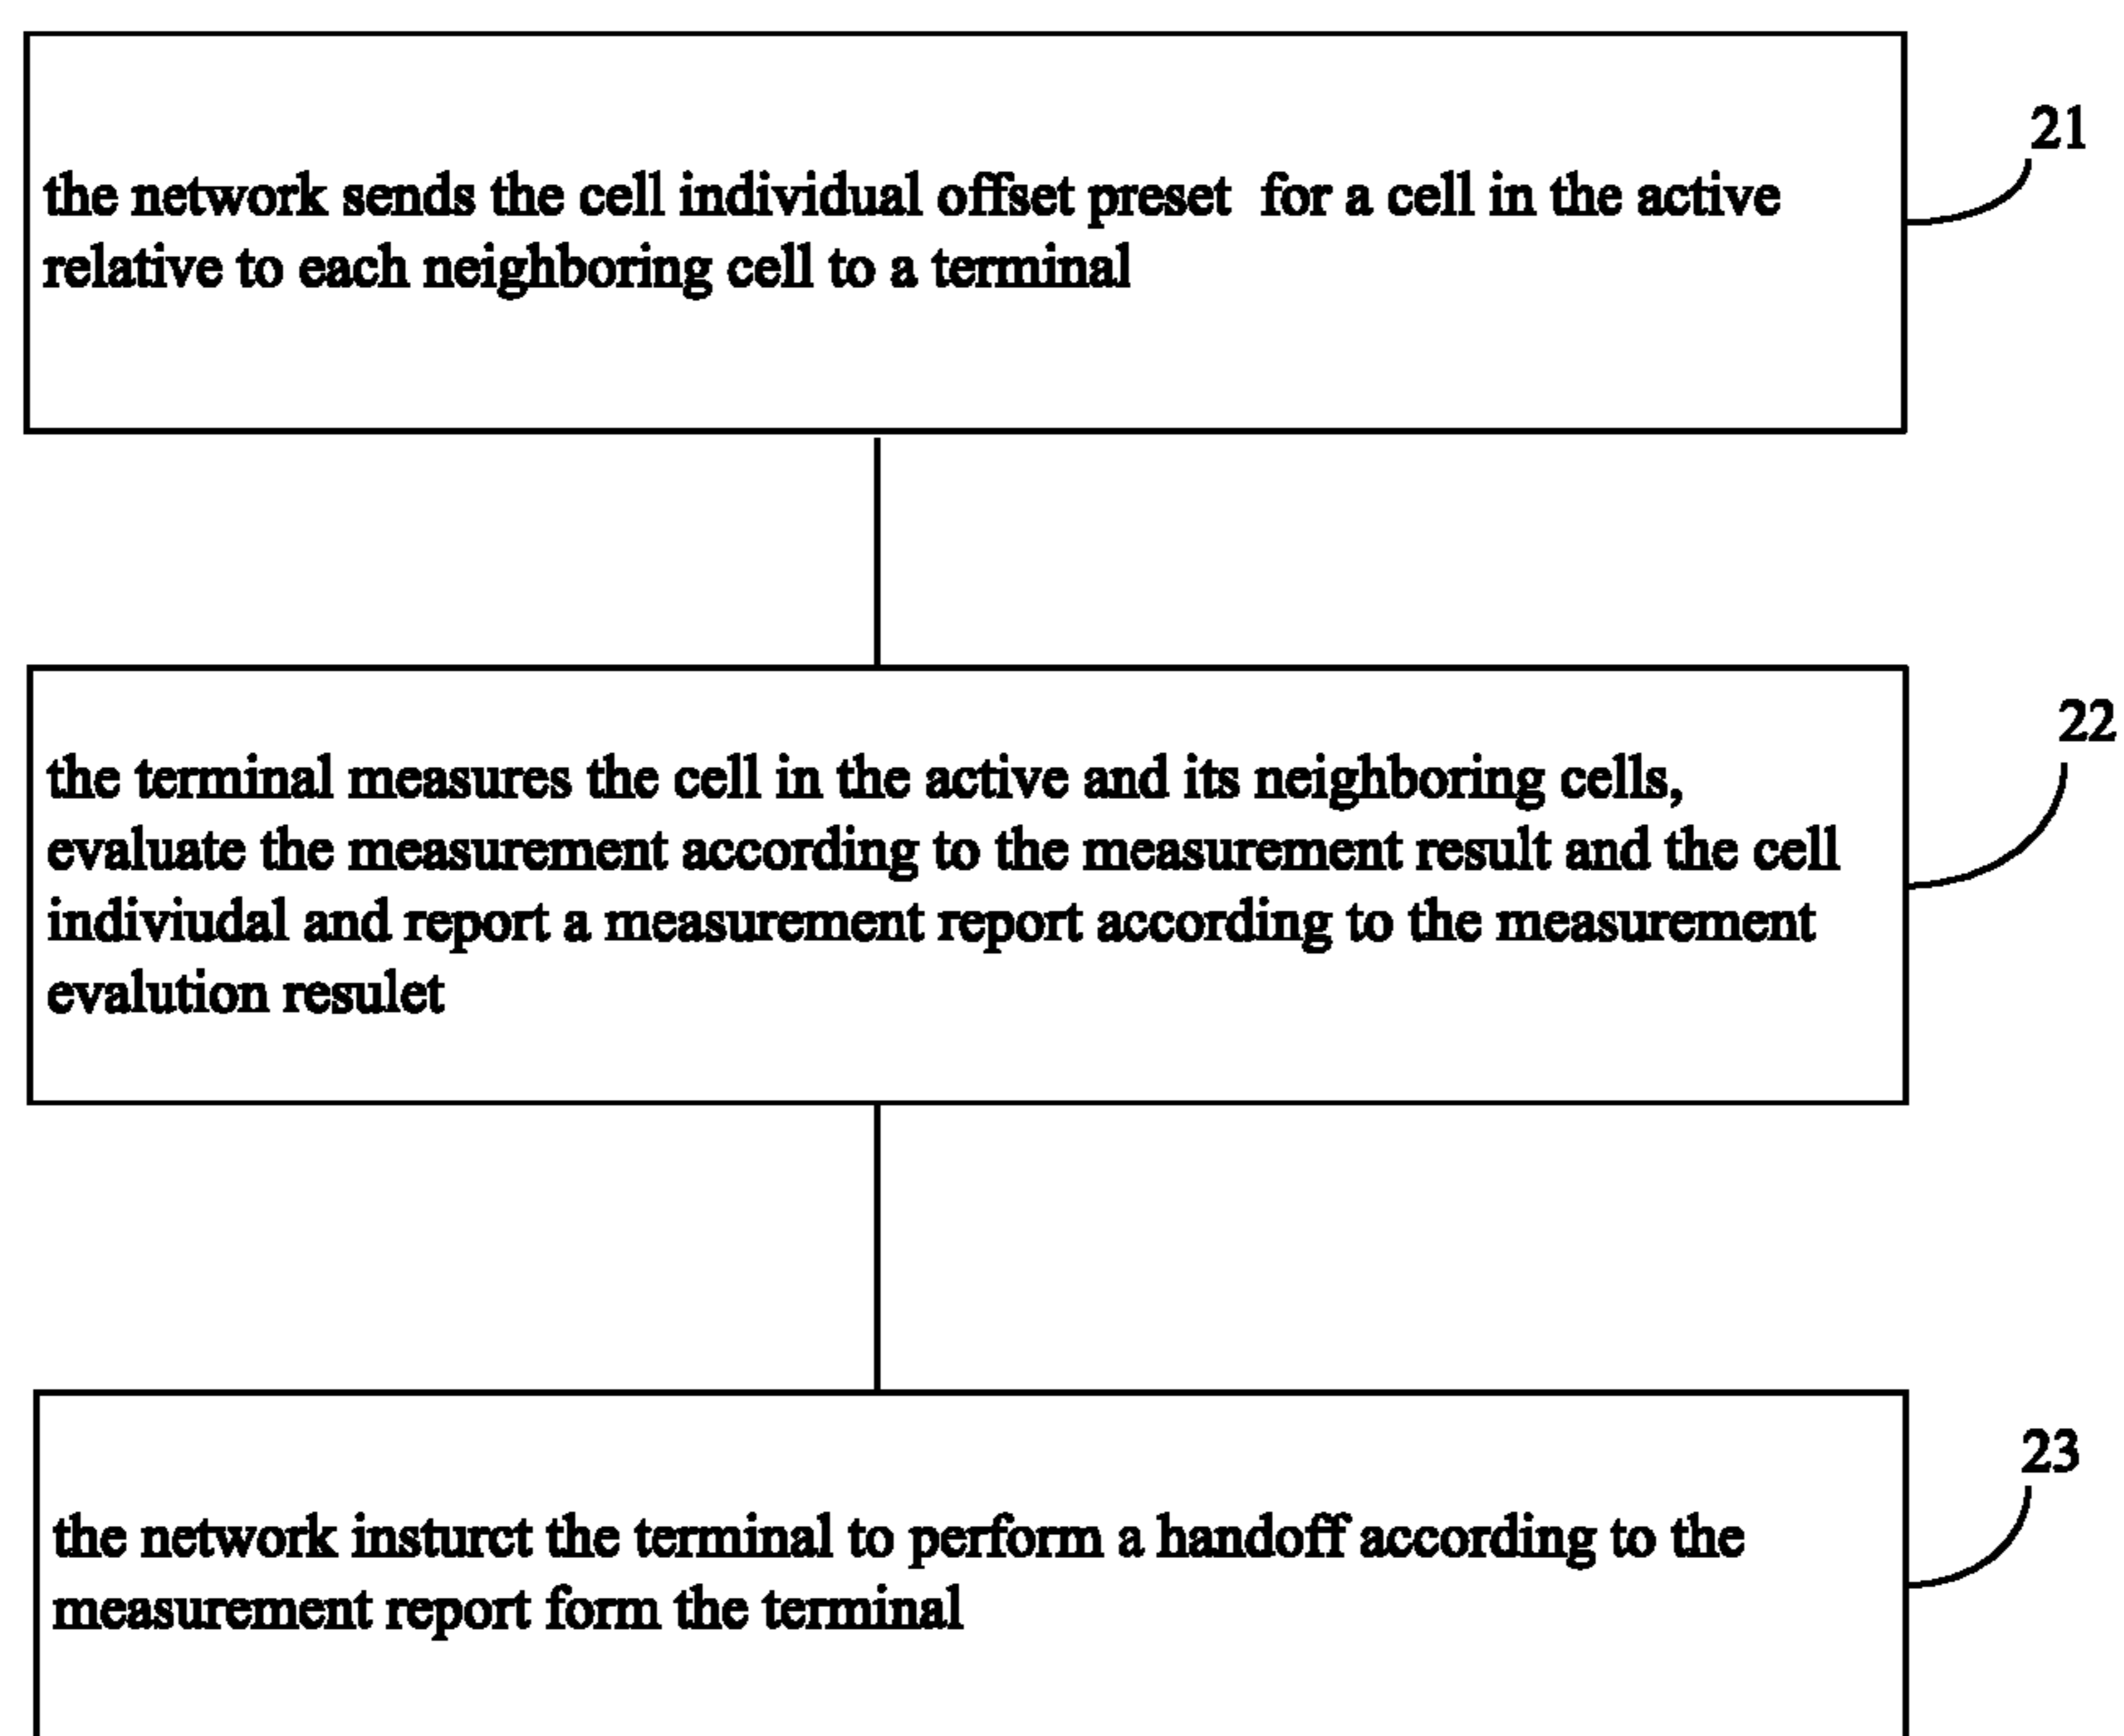 21
the network sends the cell individual offset preset for a cell in the active
relative to each neighboring cell to a terminal
22
the terminal measures the cell in the active and its neighboring cells,
evaluate the measurement according to the measurement result and the cell
indiviudal and report a measurement report according to the measurement
evalution resulet
23
the network insturct the terminal to perform a handoff according to the
measurement report form the terminal